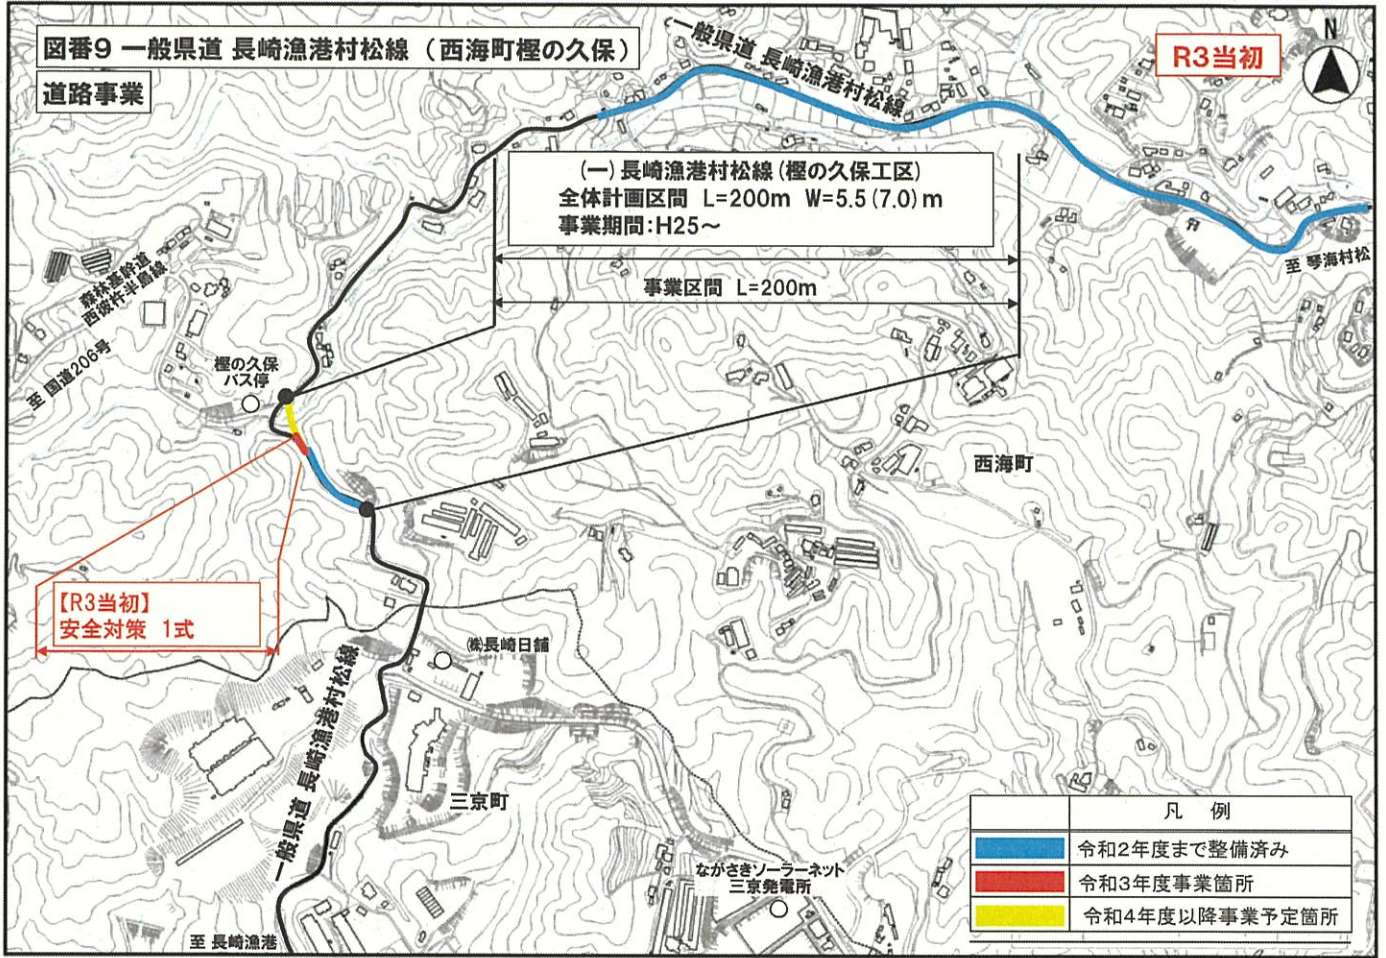 図番9 一般県道 長崎漁港村松線 (西海町樫の久保)
道路事業
一般県道 長崎漁港村松線
R3当初
N
(一)長崎漁港村松線(樫の久保工区)
全体計画区間 L=200m W=5.5(7.0)m
事業期間:H25~
事業区間 L=200m
至 琴海村松
森林基幹道
西彼杵半島線
至 国道206号
樫の久保
バス停
西海町
【R3当初】
安全対策 1式
㈱長崎日舗
一般県道 長崎漁港村松線
三京町
ながさきソーラーネット
三京発電所
至 長崎漁港
凡 例
令和2年度まで整備済み
令和3年度事業箇所
令和4年度以降事業予定箇所